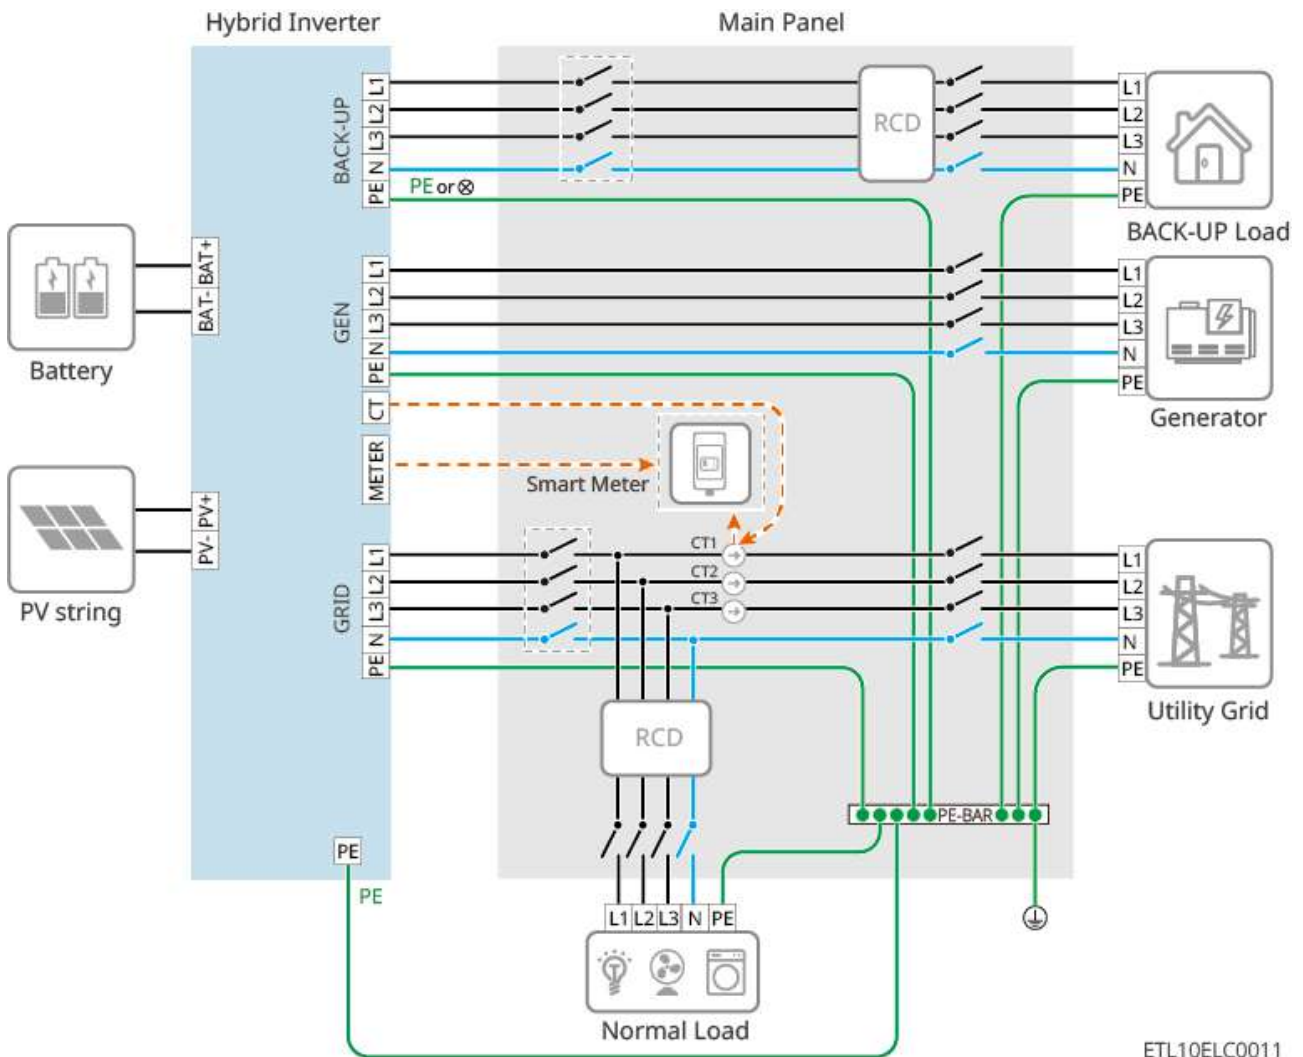 Hybrid Inverter
Main Panel
BACK-UP
L1
L2
L3
N
PE
PE or ⊗
RCD
L1
L2
L3
N
PE
BACK-UP Load
BAT+
BAT-
Battery
GEN
L1
L2
L3
N
PE
L1
L2
L3
N
PE
Generator
CT
METER
Smart Meter
PV+
PV-
PV string
GRID
L1
L2
L3
N
PE
CT1
CT2
CT3
L1
L2
L3
N
PE
Utility Grid
RCD
PE-BAR
PE
PE
L1 L2 L3 N PE
Normal Load
ETL10ELC0011